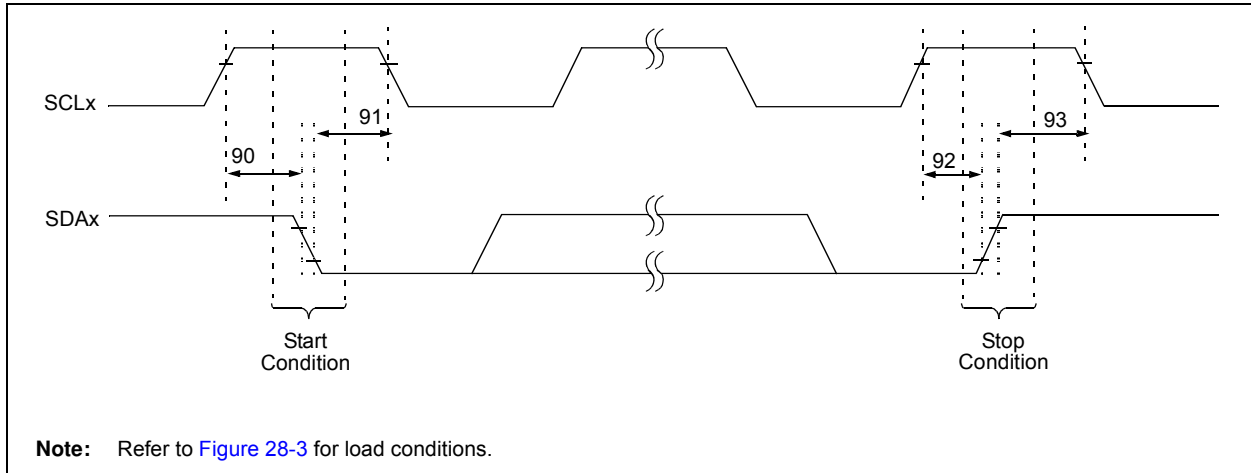 SCLx
91
93
90
92
SDAx
Start
Condition
Stop
Condition
Note: Refer to Figure 28-3 for load conditions.